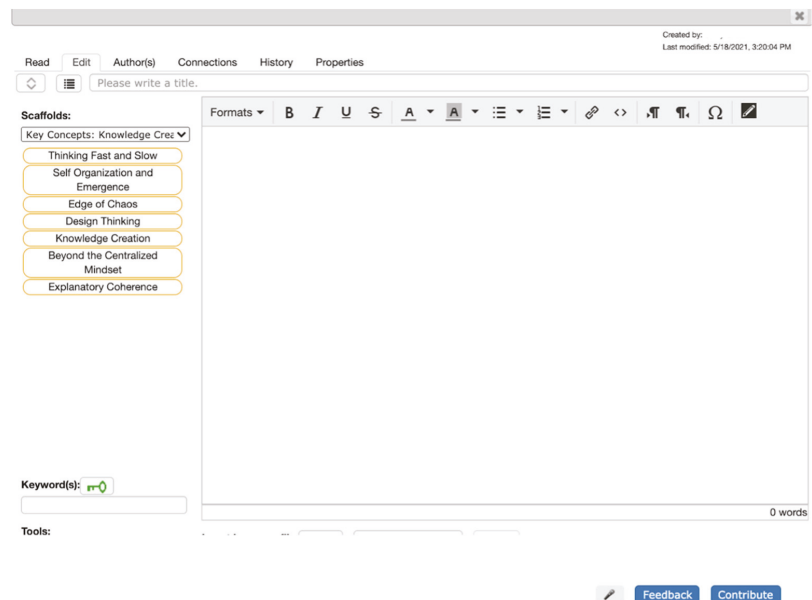 Created by: ,
Last modified: 5/18/2021, 3:20:04 PM
Read Edit Author(s) Connections History Properties
Please write a title.
Scaffolds:
Key Concepts: Knowledge Crea
Thinking Fast and Slow
Self Organization and
Emergence
Edge of Chaos
Design Thinking
Knowledge Creation
Beyond the Centralized
Mindset
Explanatory Coherence
Formats B I U S A A Ω
Keyword(s):
0 words
Tools:
Feedback Contribute